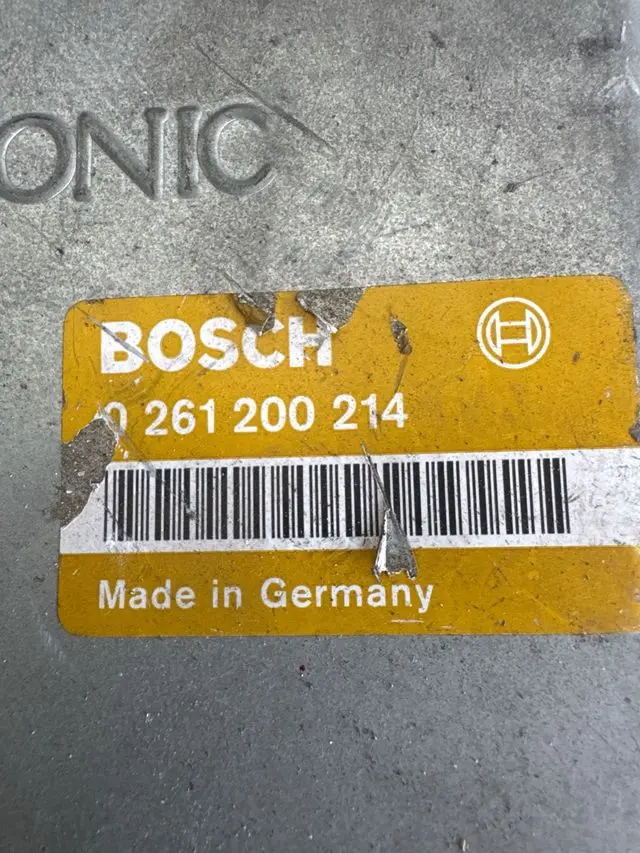 ONIC
BOSCH
0 261 200 214
Made in Germany